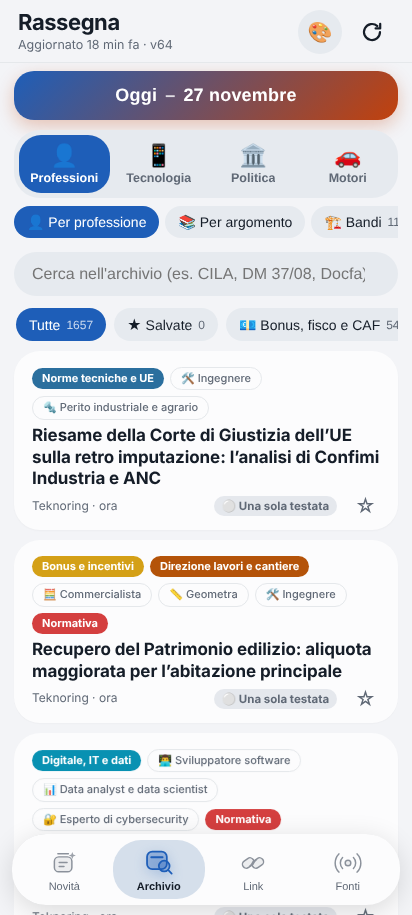 Rassegna
Aggiornato 18 min fa · v64
Oggi – 27 novembre
Professioni
Tecnologia
Politica
Motori
Per professione
Per argomento
Bandi 11
Cerca nell'archivio (es. CILA, DM 37/08, Docfa)
Tutte 1657
★ Salvate 0
Bonus, fisco e CAF 54
Norme tecniche e UE
Ingegnere
Perito industriale e agrario
Riesame della Corte di Giustizia dell’UE
sulla retro imputazione: l’analisi di Confimi
Industria e ANC
Teknoring · ora
Una sola testata
Bonus e incentivi
Direzione lavori e cantiere
Commercialista
Geometra
Ingegnere
Normativa
Recupero del Patrimonio edilizio: aliquota
maggiorata per l’abitazione principale
Teknoring · ora
Una sola testata
Digitale, IT e dati
Sviluppatore software
Data analyst e data scientist
Esperto di cybersecurity
Normativa
Novità
Archivio
Link
Fonti